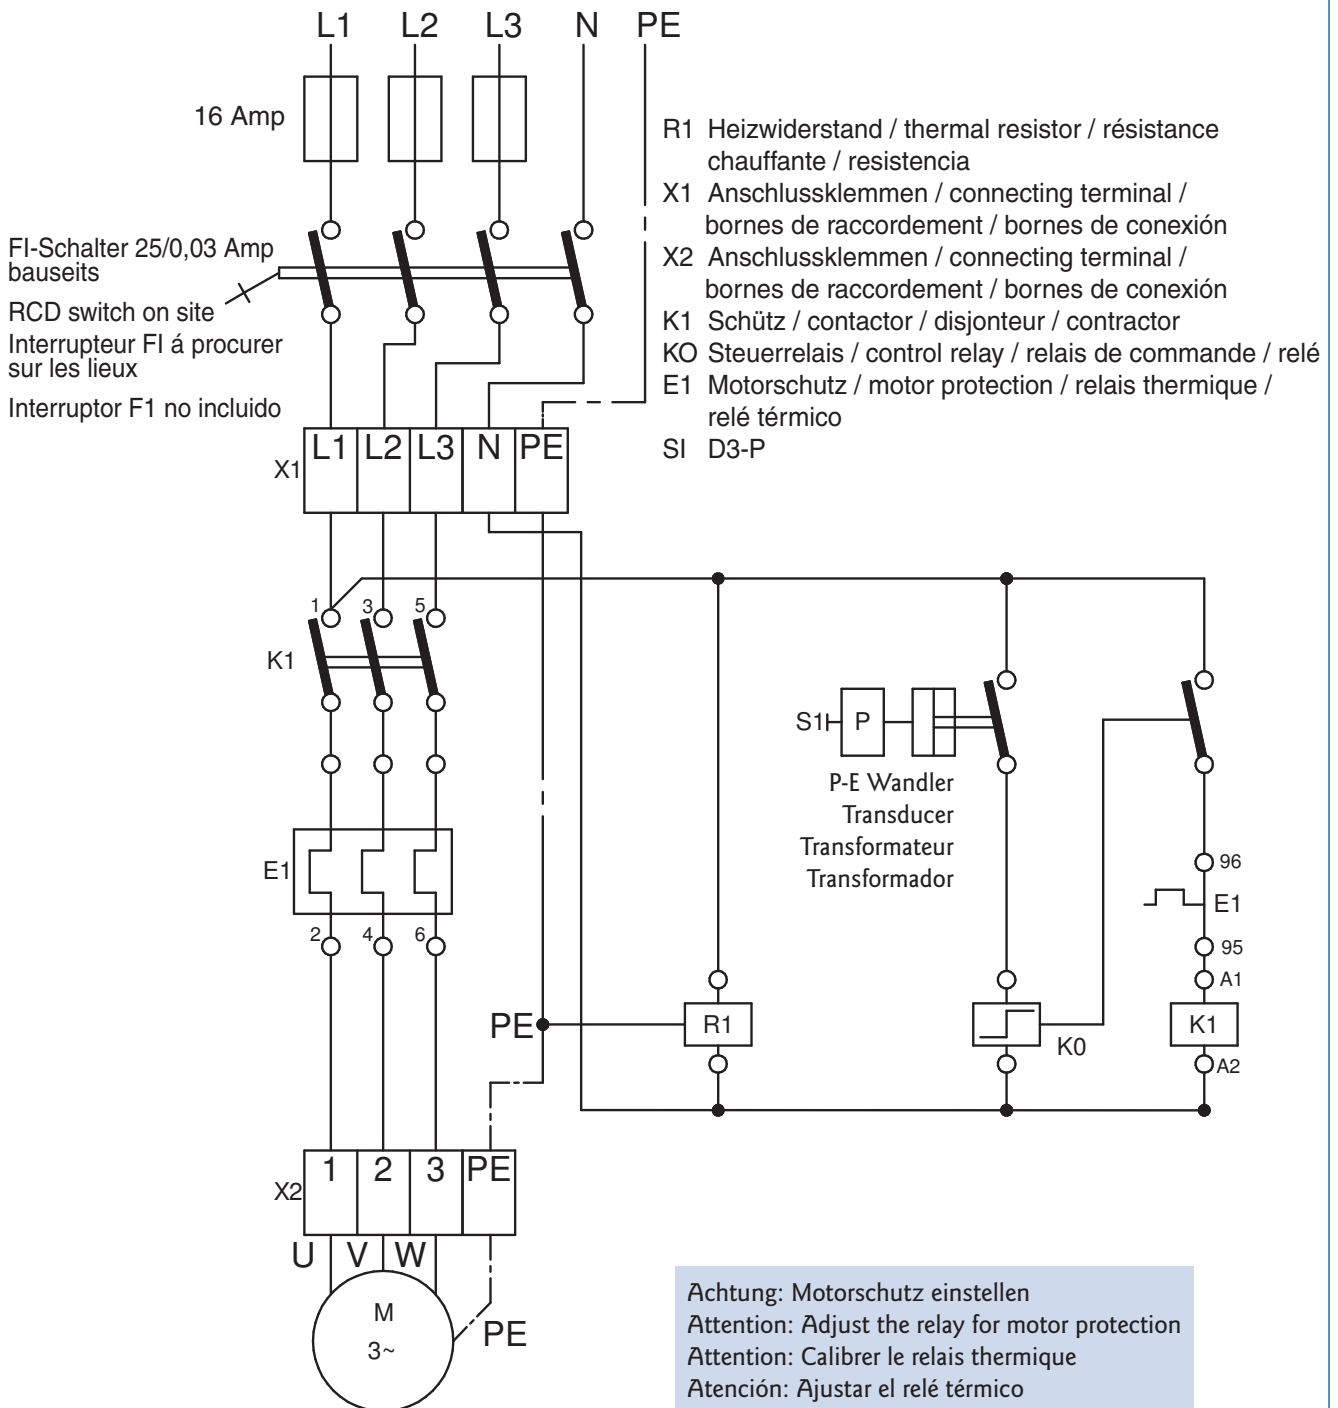 L1 L2 L3 N PE
16 Amp
R1 Heizwiderstand / thermal resistor / résistance
chauffante / resistencia
X1 Anschlussklemmen / connecting terminal /
bornes de raccordement / bornes de conexión
X2 Anschlussklemmen / connecting terminal /
bornes de raccordement / bornes de conexión
K1 Schütz / contactor / disjonteur / contractor
KO Steuerrelais / control relay / relais de commande / relé
E1 Motorschutz / motor protection / relais thermique /
relé térmico
SI D3-P
FI-Schalter 25/0,03 Amp
bauseits
RCD switch on site
Interrupteur FI á procurer
sur les lieux
Interruptor F1 no incluido
X1 L1 L2 L3 N PE
1 3 5
K1
S1 P
P-E Wandler
Transducer
Transformateur
Transformador
E1
2 4 6
96
E1
95
A1
PE R1 K0 K1
A2
X2 1 2 3 PE
U V W
M
3~
PE
Achtung: Motorschutz einstellen
Attention: Adjust the relay for motor protection
Attention: Calibrer le relais thermique
Atención: Ajustar el relé térmico